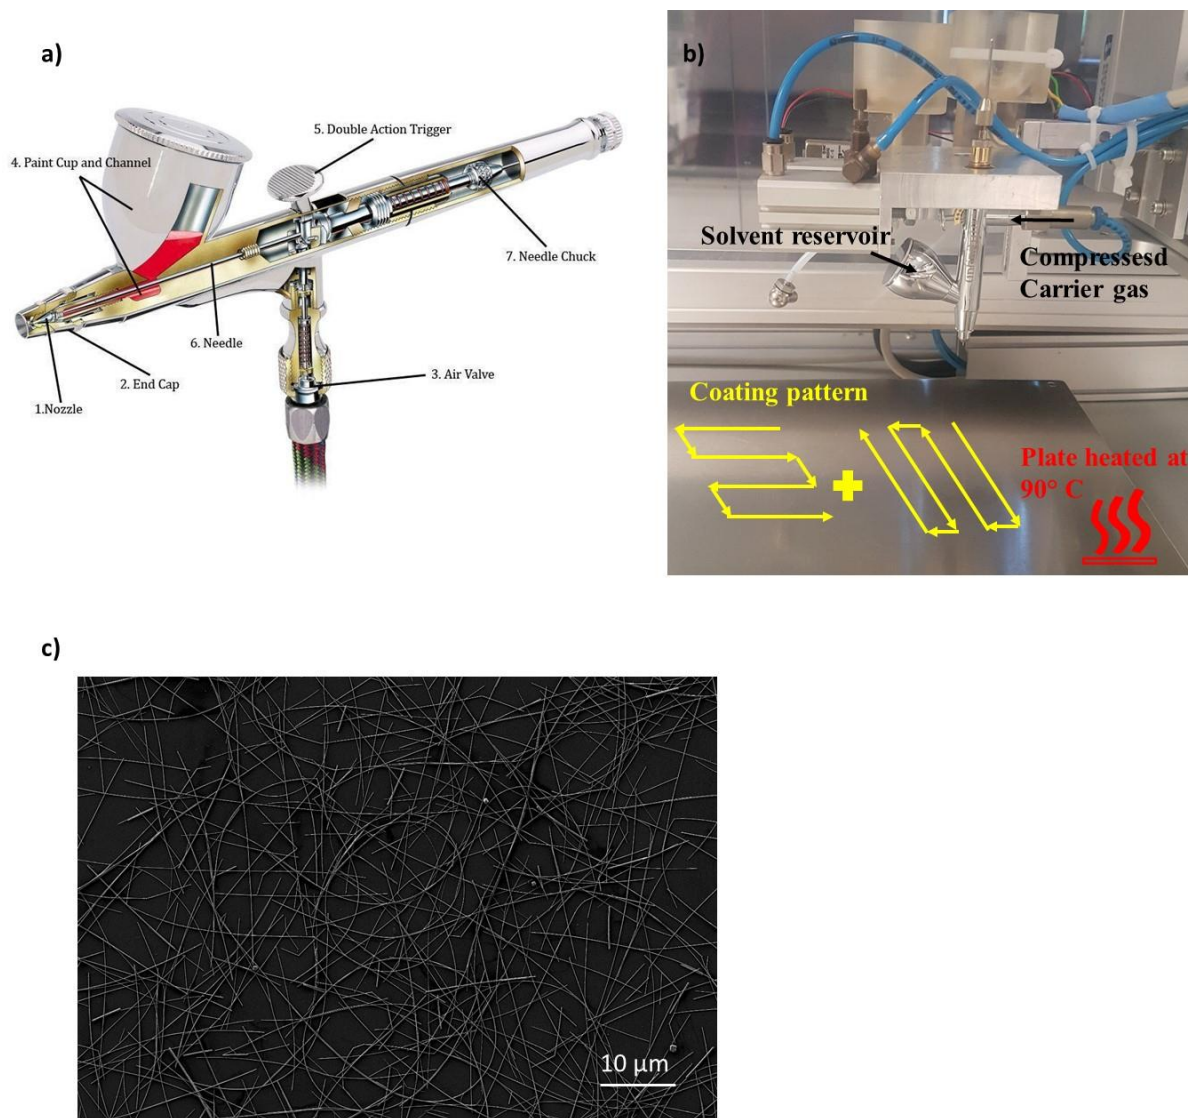 a)
5. Double Action Trigger
4. Paint Cup and Channel
7. Needle Chuck
6. Needle
3. Air Valve
2. End Cap
1.Nozzle
b)
Solvent reservoir
Compressesd
Carrier gas
Coating pattern
Plate heated at
90° C
c)
10 µm